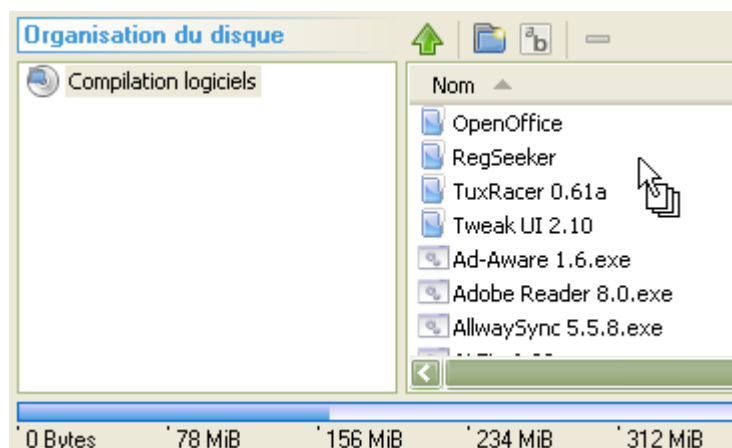 Organisation du disque
Compilation logiciels
Nom
OpenOffice
RegSeeker
TuxRacer 0.61a
Tweak UI 2.10
Ad-Aware 1.6.exe
Adobe Reader 8.0.exe
AllwaySync 5.5.8.exe
0 Bytes 78 MiB 156 MiB 234 MiB 312 MiB